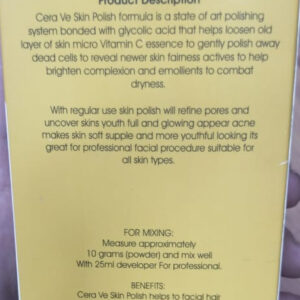 Product Description
Cera Ve Skin Polish formula is a state of art polishing
system bonded with glycolic acid that helps loosen old
layer of skin micro Vitamin C essence to gently polish away
dead cells to reveal newer skin fairness actives to help
brighten complexion and emollients to combat
dryness.
With regular use skin polish will refine pores and
uncover skins youth full and glowing appear acne
makes skin soft supple and more youthful looking its
great for professional facial procedure suitable for
all skin types.
FOR MIXING:
Measure approximately
10 grams (powder) and mix well
With 25ml developer For professional.
BENEFITS:
Cera Ve Skin Polish helps to facial hair